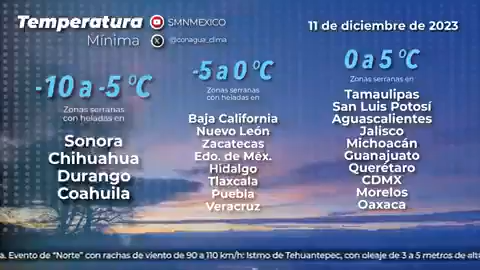 Temperatura
Mínima
SMNMEXICO
@conagua_clima
11 de diciembre de 2023
-10 a -5 °C
Zonas serranas
con heladas en
Sonora
Chihuahua
Durango
Coahuila
-5 a 0 °C
Zonas serranas
con heladas en
Baja California
Nuevo León
Zacatecas
Edo. de Méx.
Hidalgo
Tlaxcala
Puebla
Veracruz
0 a 5 °C
Zonas serranas en
Tamaulipas
San Luis Potosí
Aguascalientes
Jalisco
Michoacán
Guanajuato
Querétaro
CDMX
Morelos
Oaxaca
a. Evento de “Norte” con rachas de viento de 90 a 110 km/h: Istmo de Tehuantepec, con oleaje de 3 a 5 metros de alt